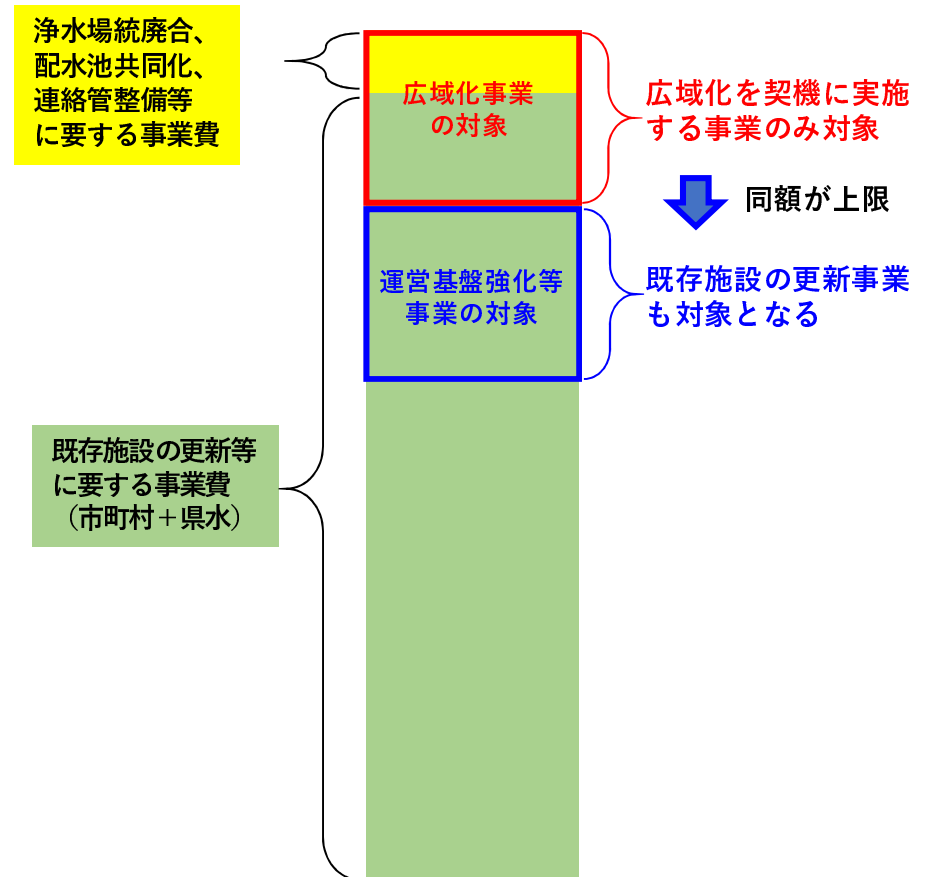 浄水場統廃合、
配水池共同化、
連絡管整備等
に要する事業費
広域化事業
の対象
広域化を契機に実施
する事業のみ対象
同額が上限
運営基盤強化等
事業の対象
既存施設の更新事業
も対象となる
既存施設の更新等
に要する事業費
（市町村＋県水）